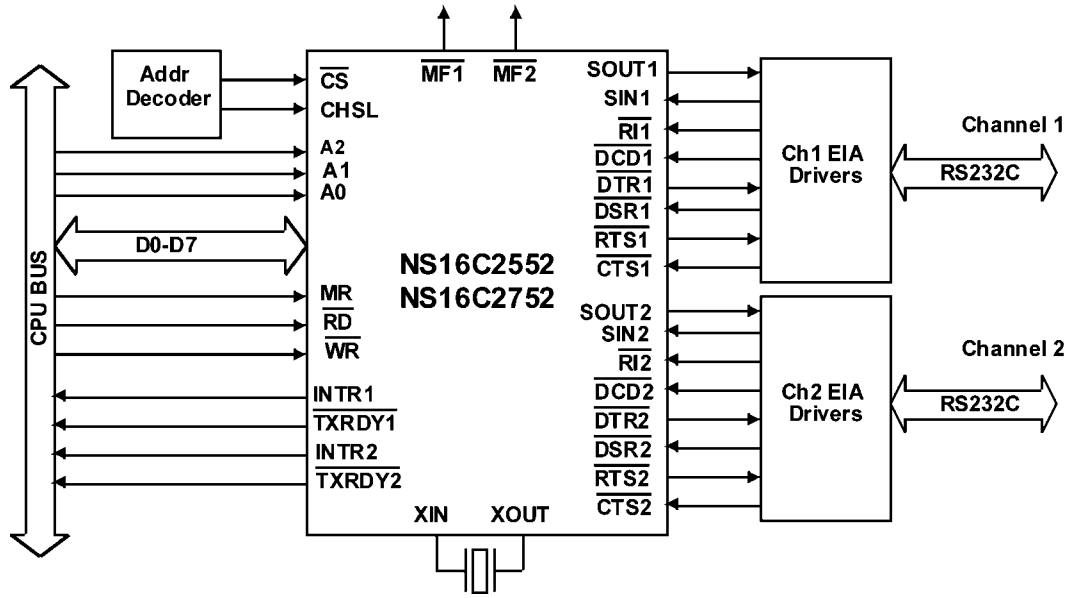 Addr
Decoder
CPU BUS
D0-D7
MF1
MF2
CS
CHSL
A2
A1
A0
MR
RD
WR
INTR1
TXRDY1
INTR2
TXRDY2
NS16C2552
NS16C2752
XIN
XOUT
SOUT1
SIN1
RI1
DCD1
DTR1
DSR1
RTS1
CTS1
SOUT2
SIN2
RI2
DCD2
DTR2
DSR2
RTS2
CTS2
Ch1 EIA
Drivers
Channel 1
RS232C
Ch2 EIA
Drivers
Channel 2
RS232C